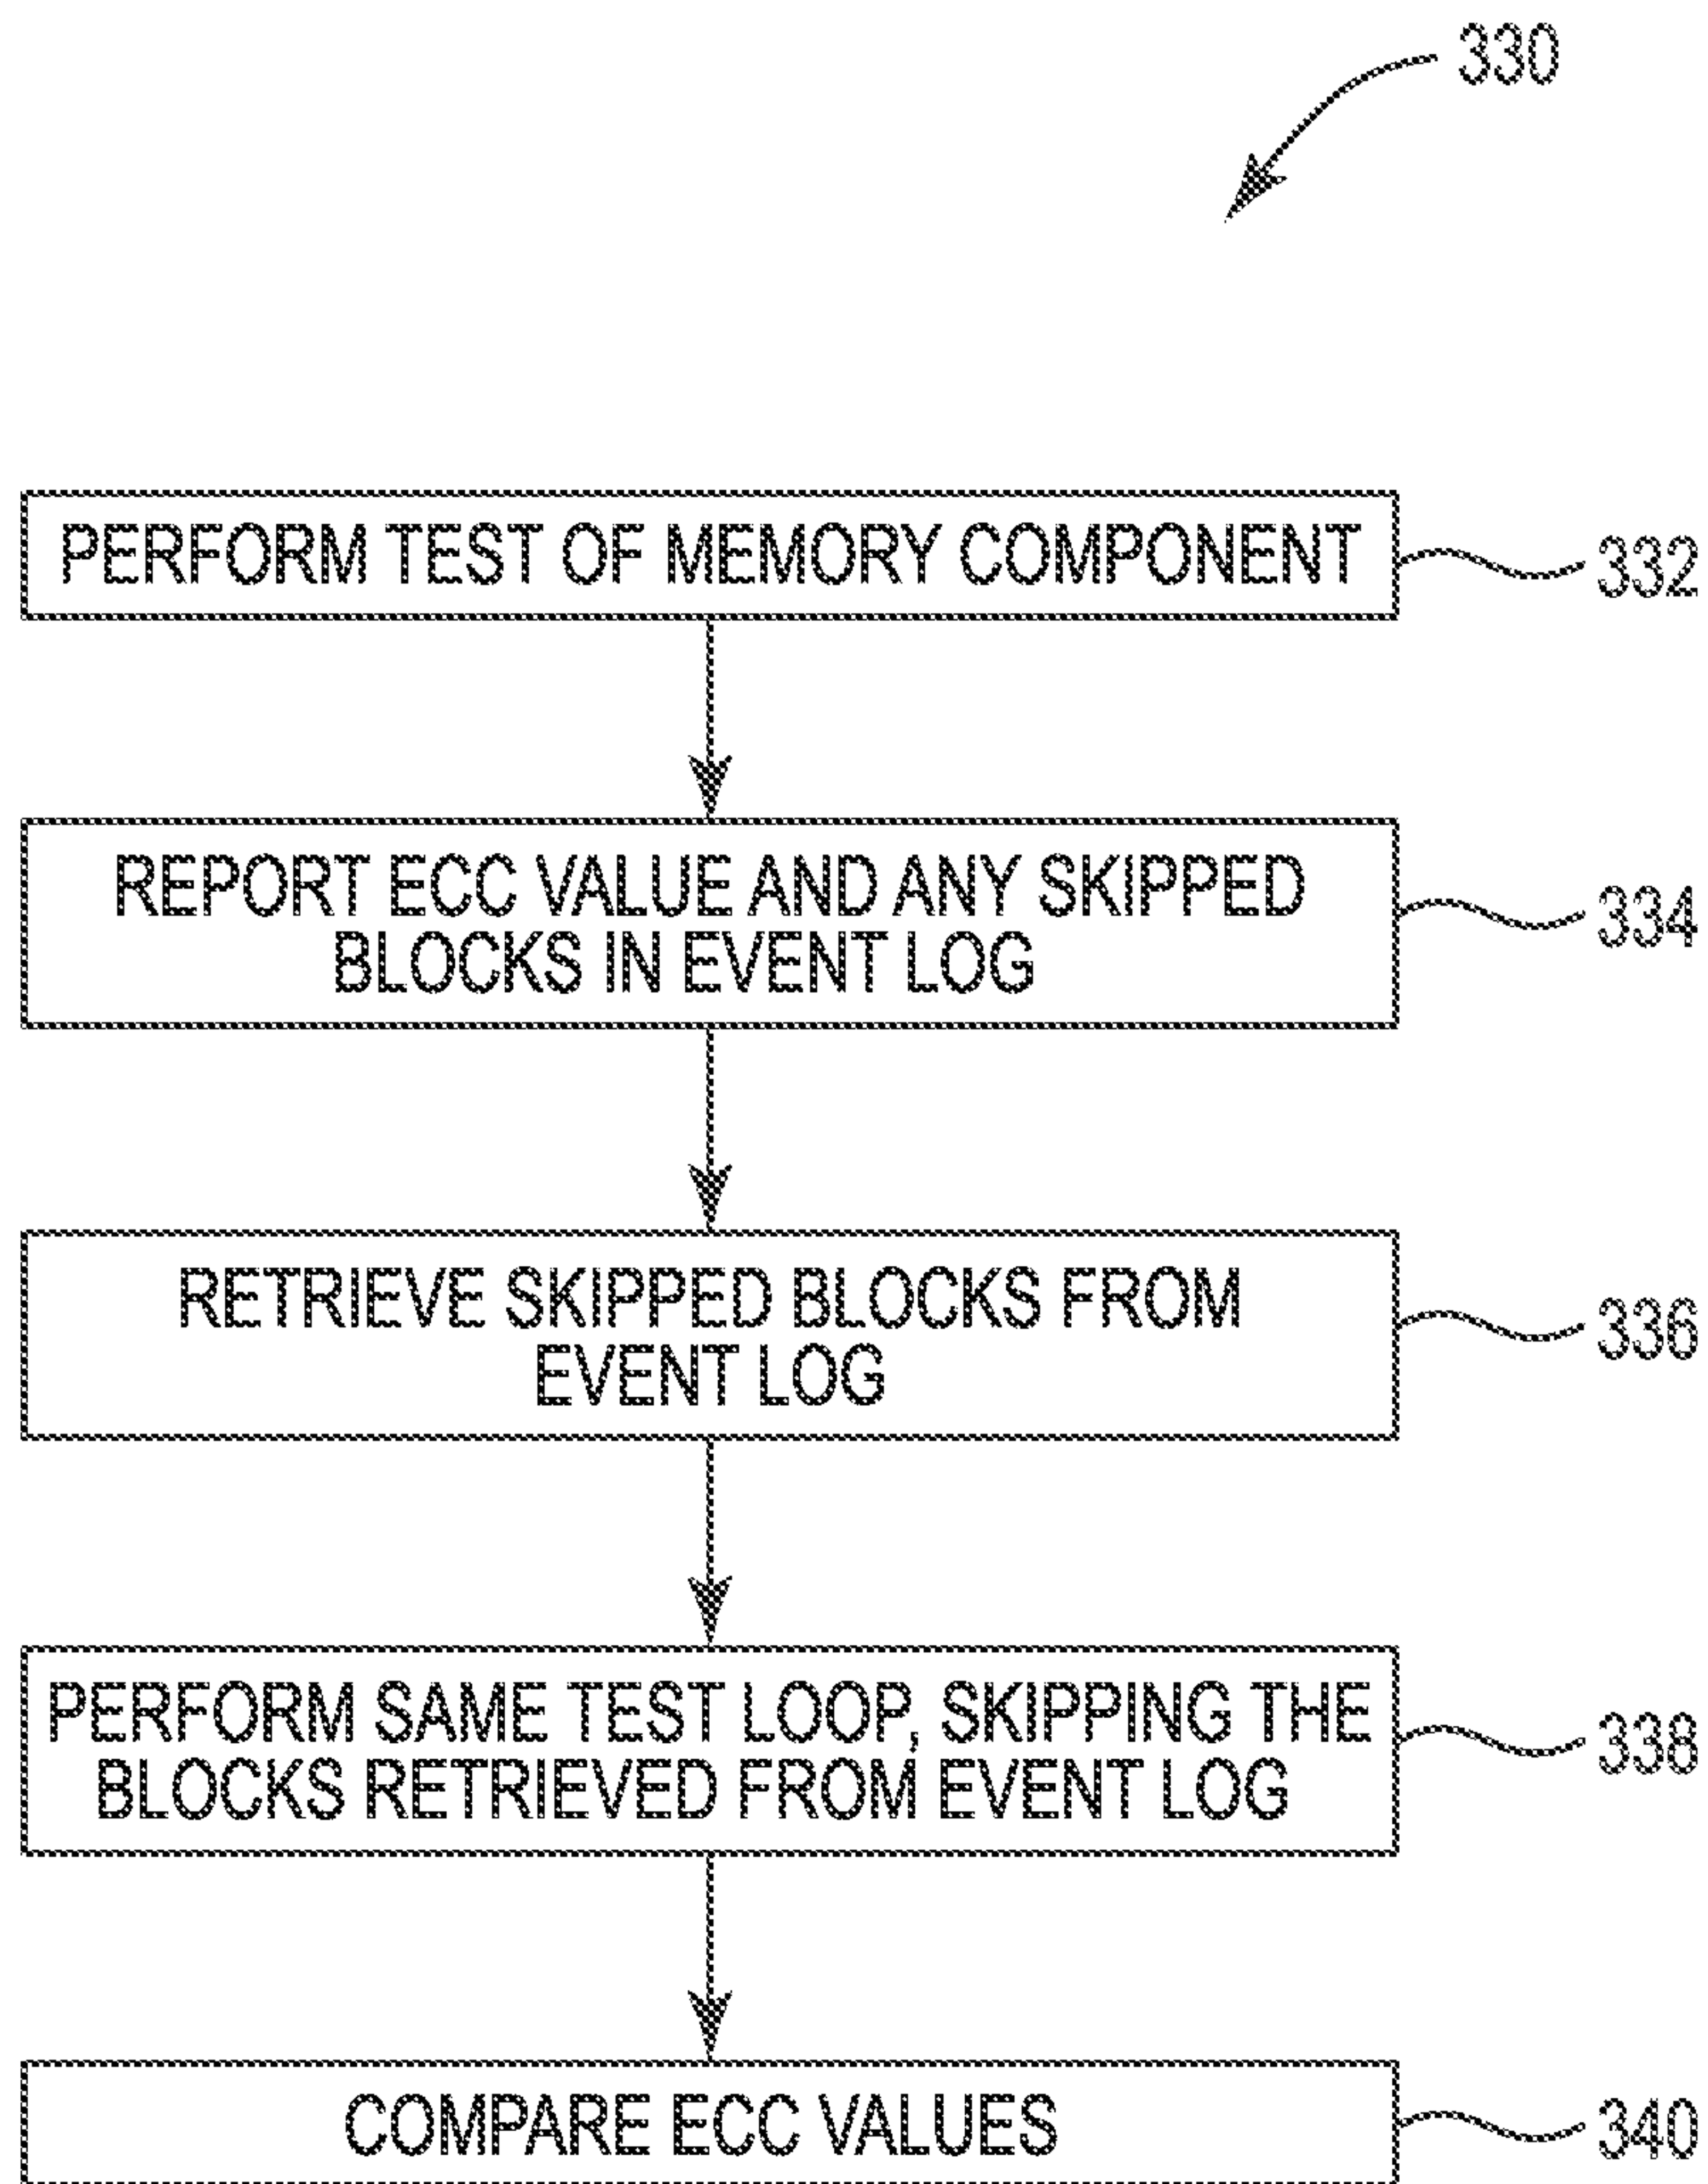 330
PERFORM TEST OF MEMORY COMPONENT
332
REPORT ECC VALUE AND ANY SKIPPED
BLOCKS IN EVENT LOG
334
RETRIEVE SKIPPED BLOCKS FROM
EVENT LOG
336
PERFORM SAME TEST LOOP, SKIPPING THE
BLOCKS RETRIEVED FROM EVENT LOG
338
COMPARE ECC VALUES
340